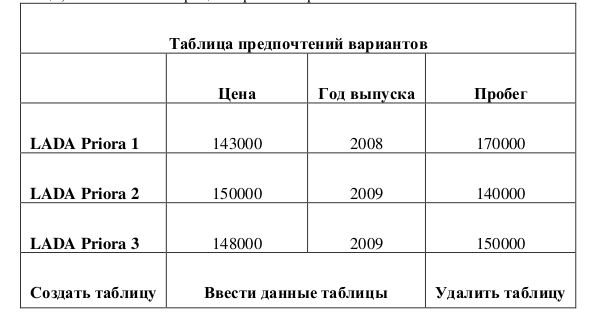 Таблица предпочтений вариантов
Цена Год выпуска Пробег
LADA Priora 1 143000 2008 170000
LADA Priora 2 150000 2009 140000
LADA Priora 3 148000 2009 150000
Создать таблицу Ввести данные таблицы Удалить таблицу